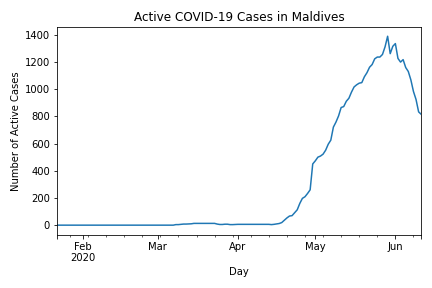 Active COVID-19 Cases in Maldives
Number of Active Cases
1400
1200
1000
800
600
400
200
0
Feb
2020
Mar
Apr
May
Jun
Day